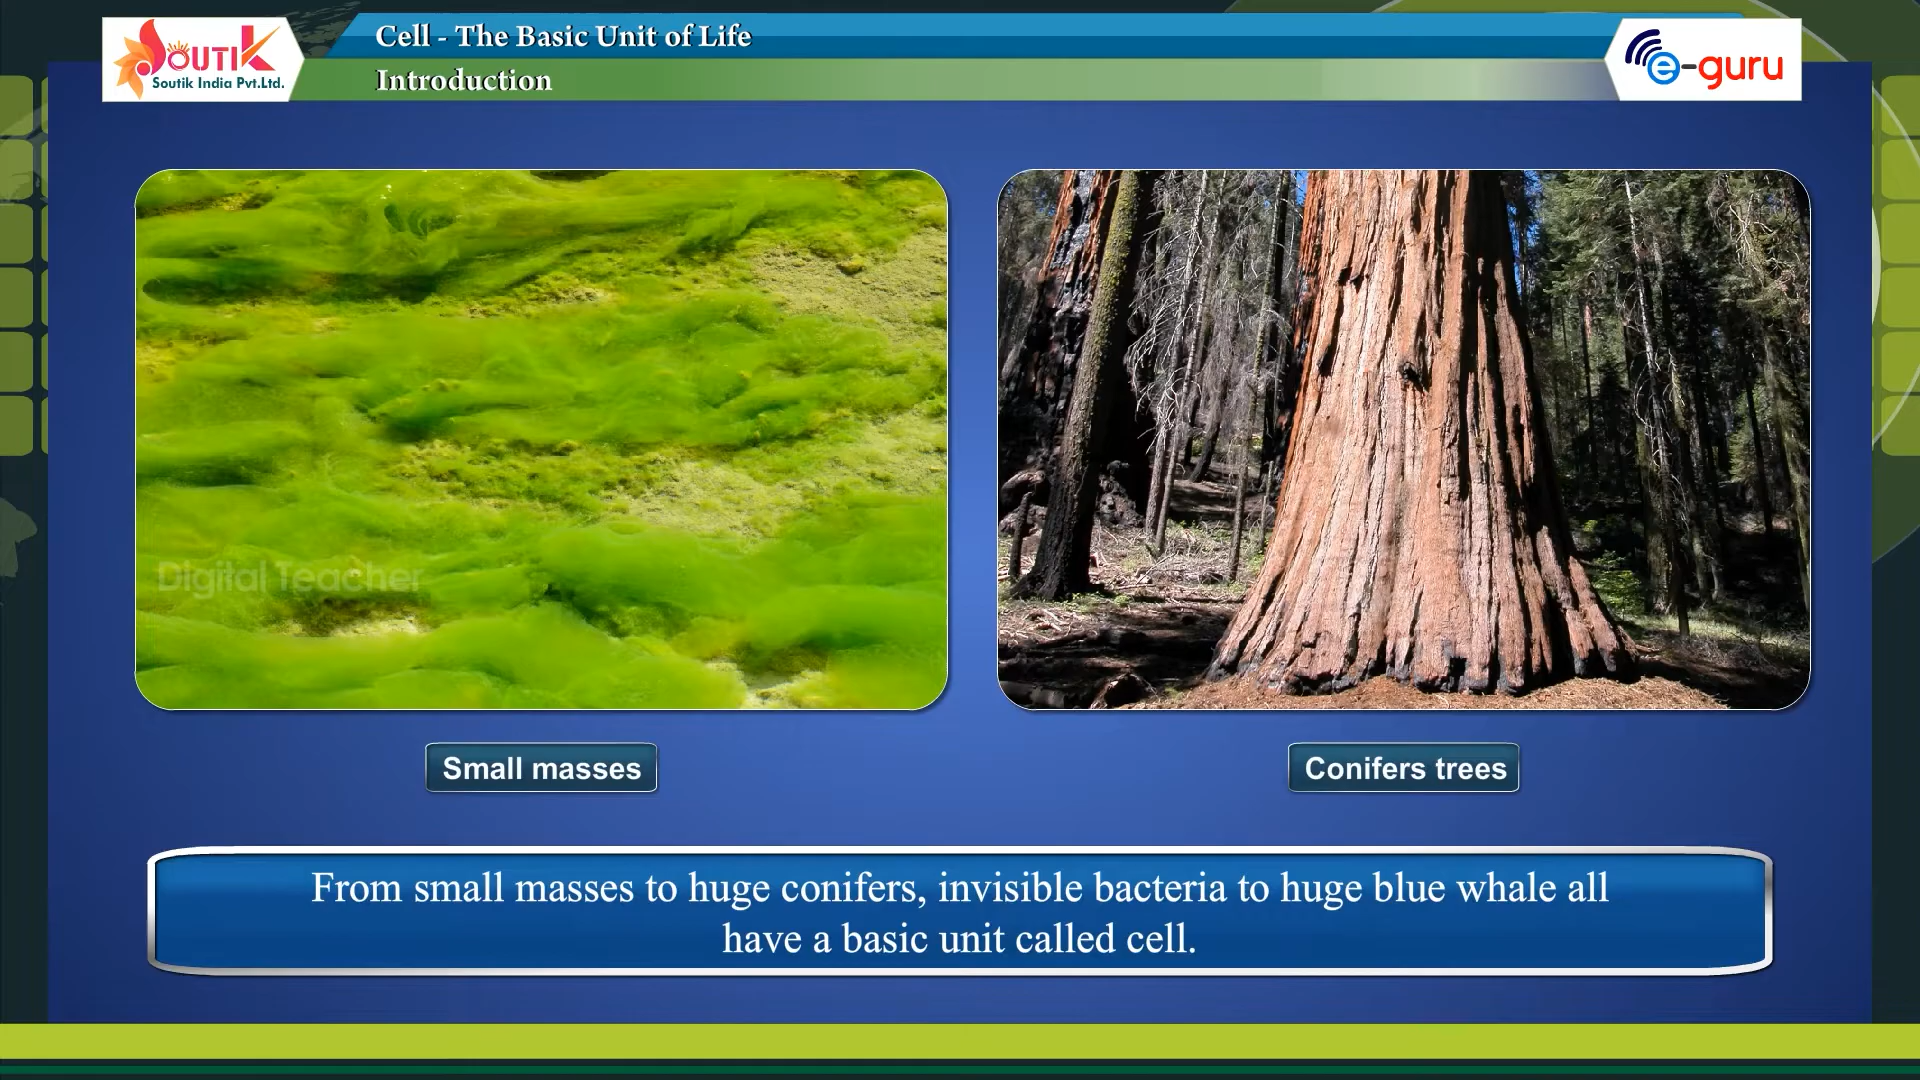 SOUTIK
Soutik India Pvt.Ltd.
Cell - The Basic Unit of Life
Introduction
e-guru
Digital Teacher
Small masses
Conifers trees
From small masses to huge conifers, invisible bacteria to huge blue whale all
have a basic unit called cell.